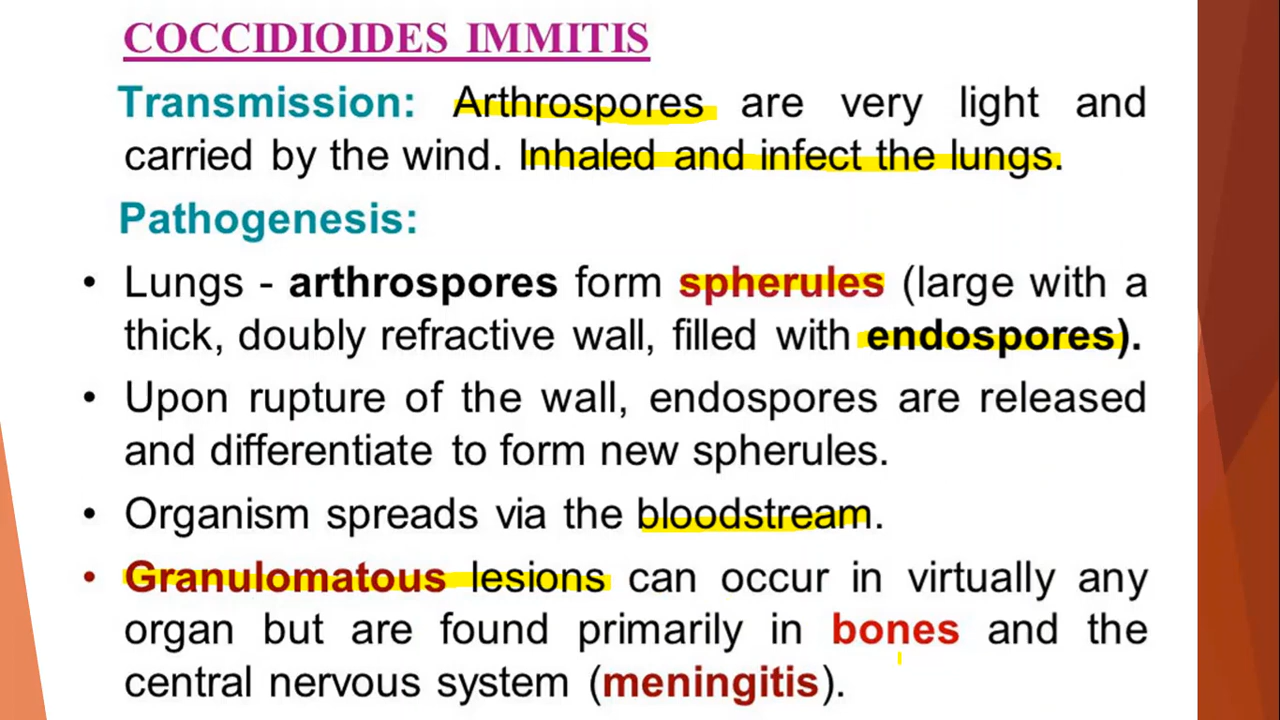 COCCIDIOIDES IMMITIS
Transmission: Arthrospores are very light and
carried by the wind. Inhaled and infect the lungs.
Pathogenesis:
• Lungs - arthrospores form spherules (large with a
thick, doubly refractive wall, filled with endospores).
• Upon rupture of the wall, endospores are released
and differentiate to form new spherules.
• Organism spreads via the bloodstream.
• Granulomatous lesions can occur in virtually any
organ but are found primarily in bones and the
central nervous system (meningitis).